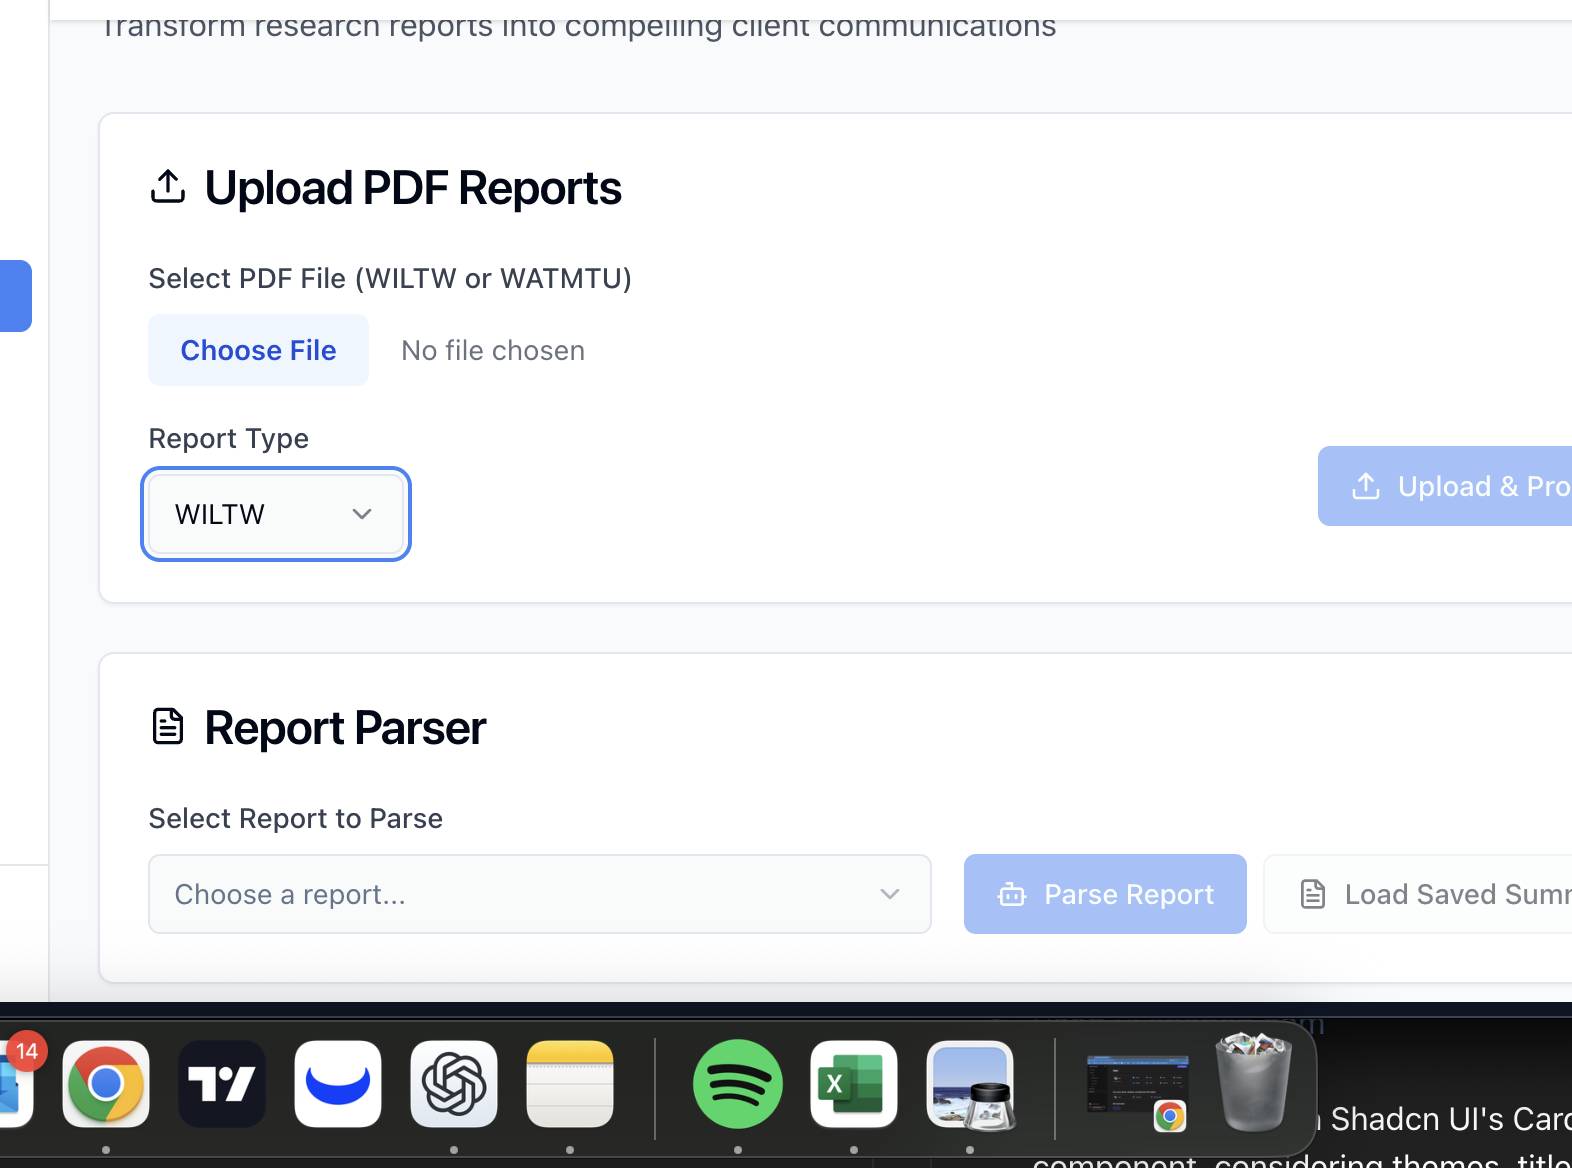 Transform research reports into compelling client communications
Upload PDF Reports
Select PDF File (WILTW or WATMTU)
Choose File No file chosen
Report Type
WILTW
Upload & Pro
Report Parser
Select Report to Parse
Choose a report...
Parse Report
Load Saved Sum
14
X
Shadcn UI's Card
component, considering themes, title